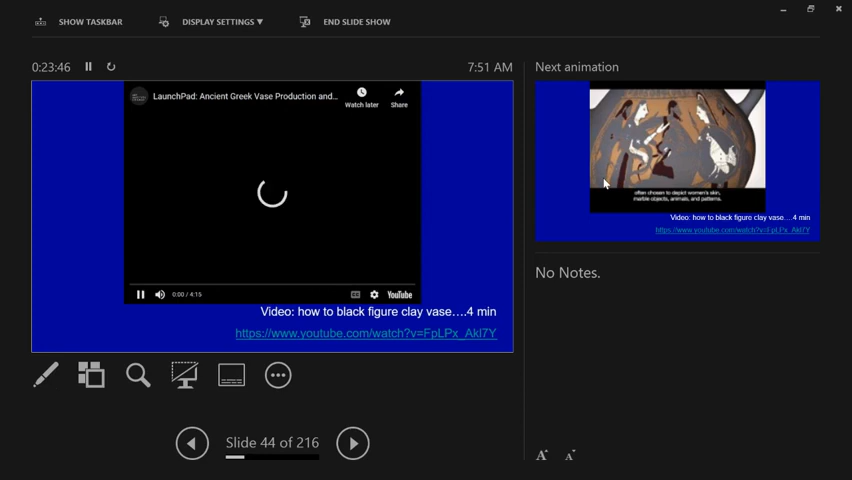 SHOW TASKBAR
DISPLAY SETTINGS ▼
END SLIDE SHOW
0:23:46
7:51 AM
LaunchPad: Ancient Greek Vase Production and...
Watch later
Share
0:00 / 4:15
CC
YouTube
Video: how to black figure clay vase….4 min
https://www.youtube.com/watch?v=FpLPx_Akl7Y
Slide 44 of 216
Next animation
often chosen to depict women's skin,
marble objects, animals, and patterns.
Video: how to black figure clay vase….4 min
https://www.youtube.com/watch?v=FpLPx_Akl7Y
No Notes.
A
A